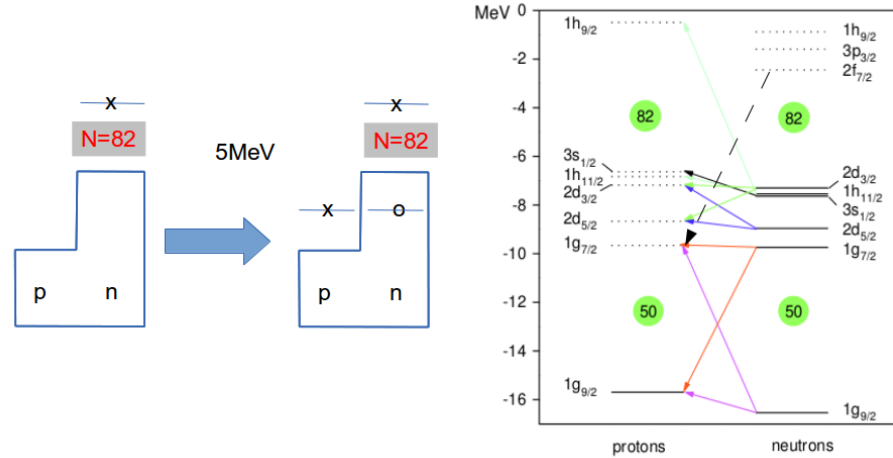 x
N=82
p n
5MeV
x
N=82
x o
p n
MeV
0
-2
-4
-6
-8
-10
-12
-14
-16
1h9/2
3s1/2
1h11/2
2d3/2
2d5/2
1g7/2
1g9/2
82
50
82
50
1h9/2
3p3/2
2f7/2
2d3/2
1h11/2
3s1/2
2d5/2
1g7/2
1g9/2
protons neutrons